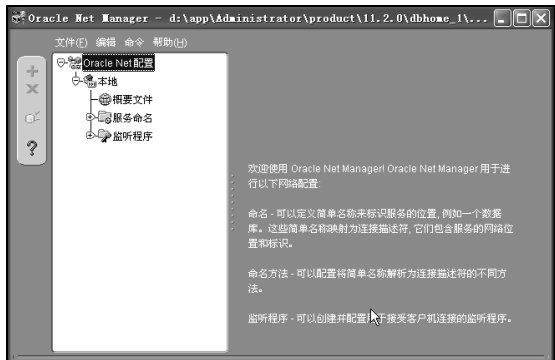 Oracle Net Manager - d:\app\Administrator\product\11.2.0\dbhome_1\...
文件(F) 编辑 命令 帮助(H)
Oracle Net 配置
本地
概要文件
服务命名
监听程序
欢迎使用 Oracle Net Manager! Oracle Net Manager 用于进
行以下网络配置:
命名 - 可以定义简单名称来标识服务的位置, 例如一个数据
库。这些简单名称映射为连接描述符, 它们包含服务的网络位
置和标识。
命名方法 - 可以配置将简单名称解析为连接描述符的不同方
法。
监听程序 - 可以创建并配置用于接受客户机连接的监听程序。